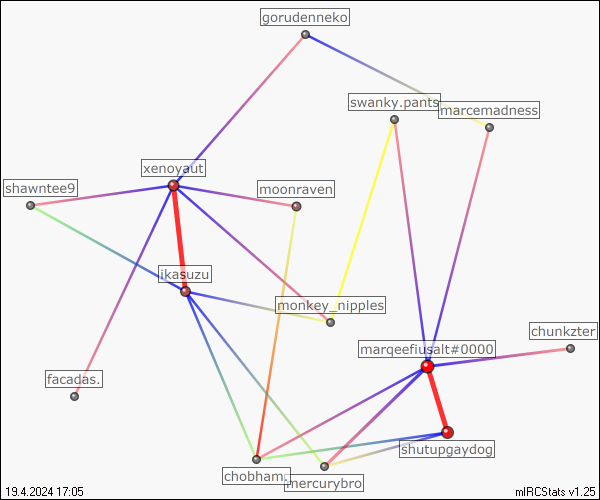 gorudenneko
swanky.pants
marcemadness
xenoyaut
shawntee9
moonraven
ikasuzu
monkey_nipples
chunkzter
marqeefiusalt#0000
facadas.
shutupgaydog
chobham.
mercurybro
19.4.2024 17:05
mIRCStats v1.25